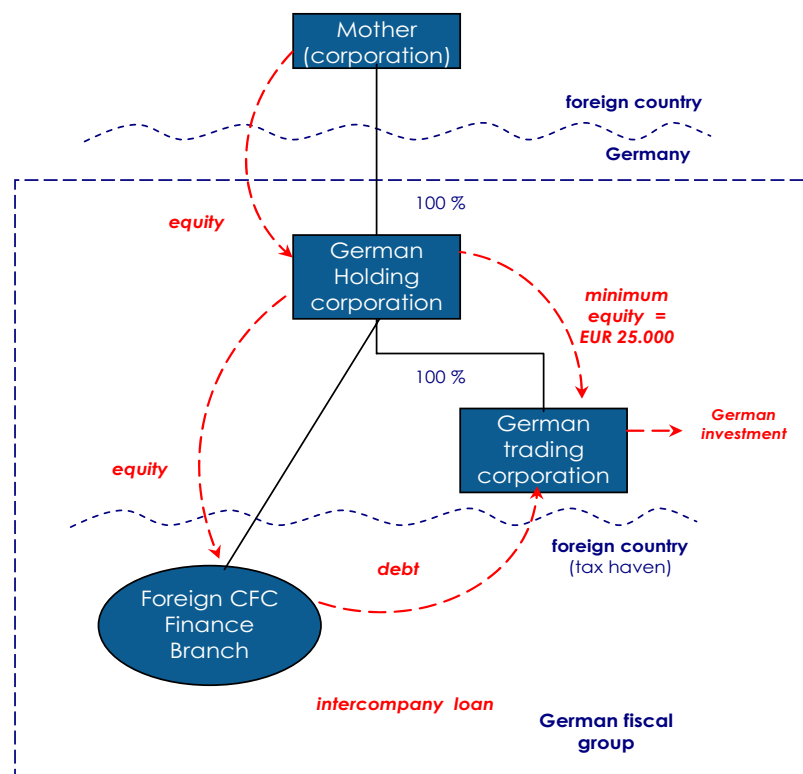 Mother
(corporation)
foreign country
Germany
100 %
equity
German
Holding
corporation
minimum
equity =
EUR 25.000
100 %
German
trading
corporation
German
investment
equity
foreign country
(tax haven)
debt
Foreign CFC
Finance
Branch
intercompany loan
German fiscal
group